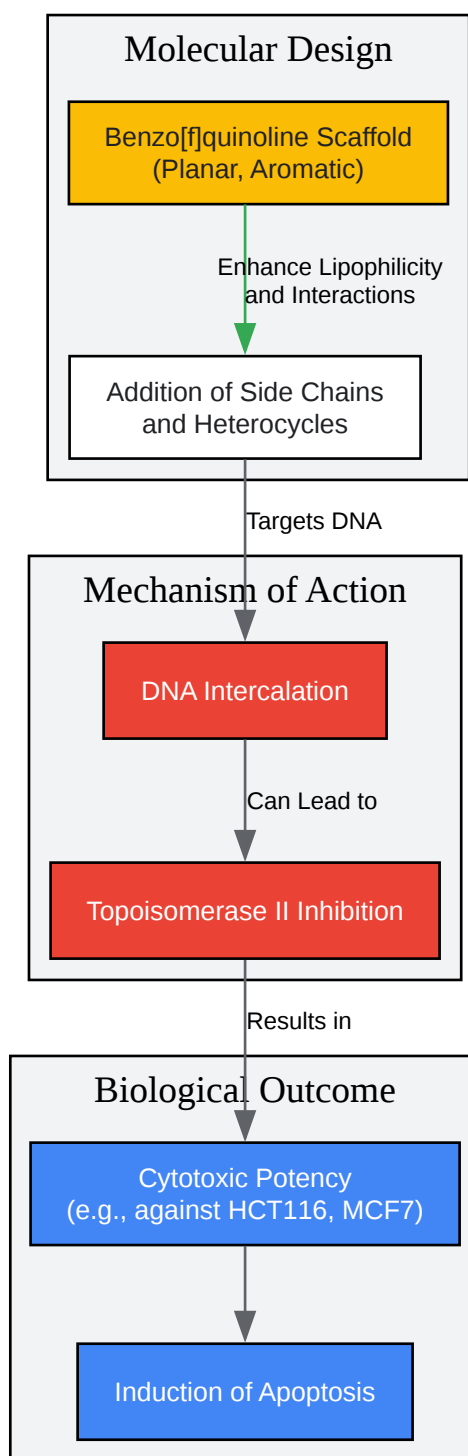 Molecular Design
Benzo[f]quinoline Scaffold
(Planar, Aromatic)
Enhance Lipophilicity
and Interactions
Addition of Side Chains
and Heterocycles
Targets DNA
Mechanism of Action
DNA Intercalation
Can Lead to
Topoisomerase II Inhibition
Results in
Biological Outcome
Cytotoxic Potency
(e.g., against HCT116, MCF7)
Induction of Apoptosis